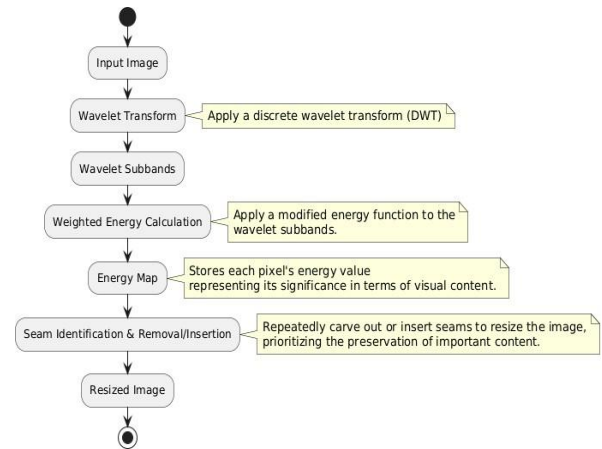 Input Image
Wavelet Transform
Apply a discrete wavelet transform (DWT)
Wavelet Subbands
Weighted Energy Calculation
Apply a modified energy function to the
wavelet subbands.
Energy Map
Stores each pixel's energy value
representing its significance in terms of visual content.
Seam Identification & Removal/Insertion
Repeatedly carve out or insert seams to resize the image,
prioritizing the preservation of important content.
Resized Image